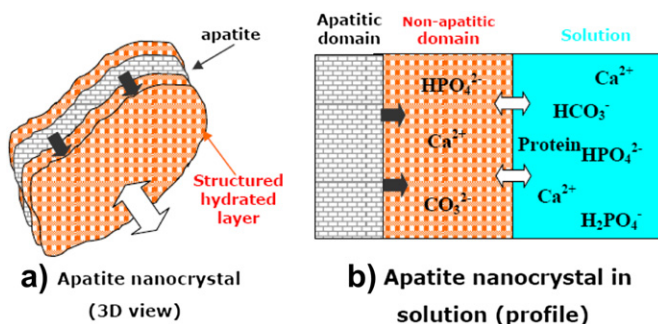 apatite
Structured
hydrated
layer
a) Apatite nanocrystal
(3D view)
Apatitic
domain
Non-apatitic
domain
Solution
HPO₄²⁻
Ca²⁺
CO₃²⁻
Ca²⁺
HCO₃⁻
Protein HPO₄²⁻
Ca²⁺
H₂PO₄⁻
b) Apatite nanocrystal in
solution (profile)